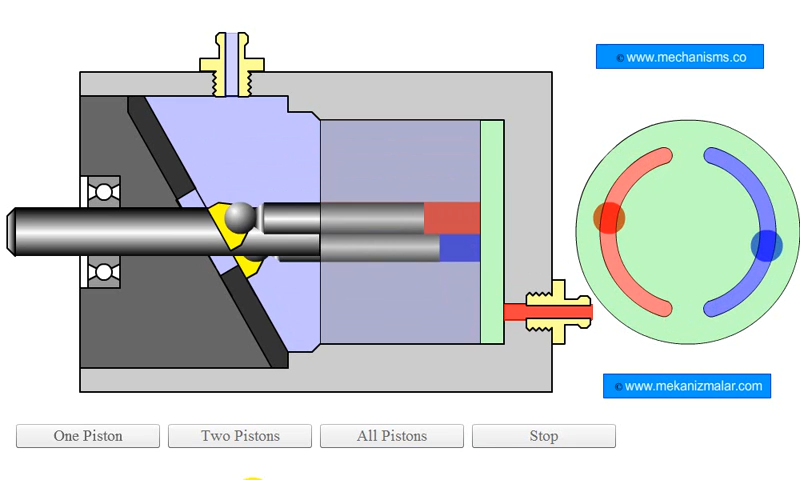 © www.mechanisms.co
© www.mekanizmalar.com
One Piston
Two Pistons
All Pistons
Stop